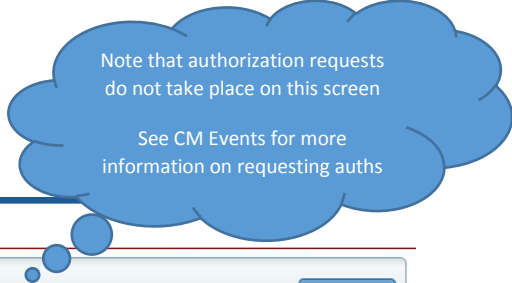 Note that authorization requests
do not take place on this screen
See CM Events for more
information on requesting auths